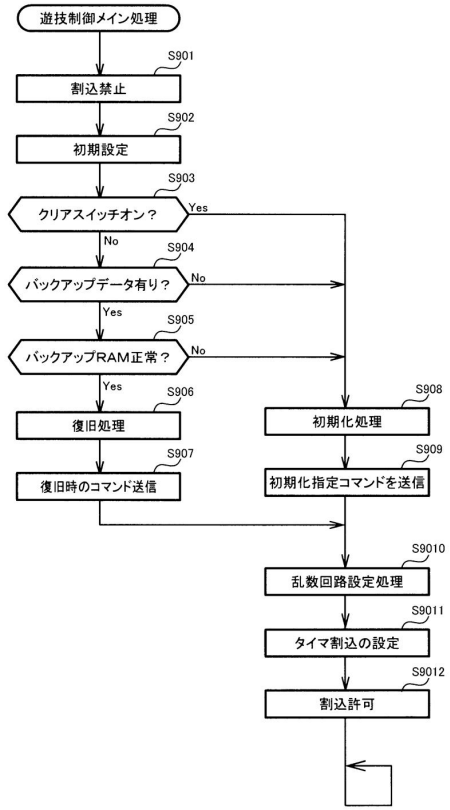 遊技制御メイン処理
S901
割込禁止
S902
初期設定
S903
クリアスイッチオン？
Yes
No
S904
バックアップデータ有り？
No
Yes
S905
バックアップRAM正常？
No
Yes
S906
復旧処理
S907
復旧時のコマンド送信
S908
初期化処理
S909
初期化指定コマンドを送信
S9010
乱数回路設定処理
S9011
タイマ割込の設定
S9012
割込許可